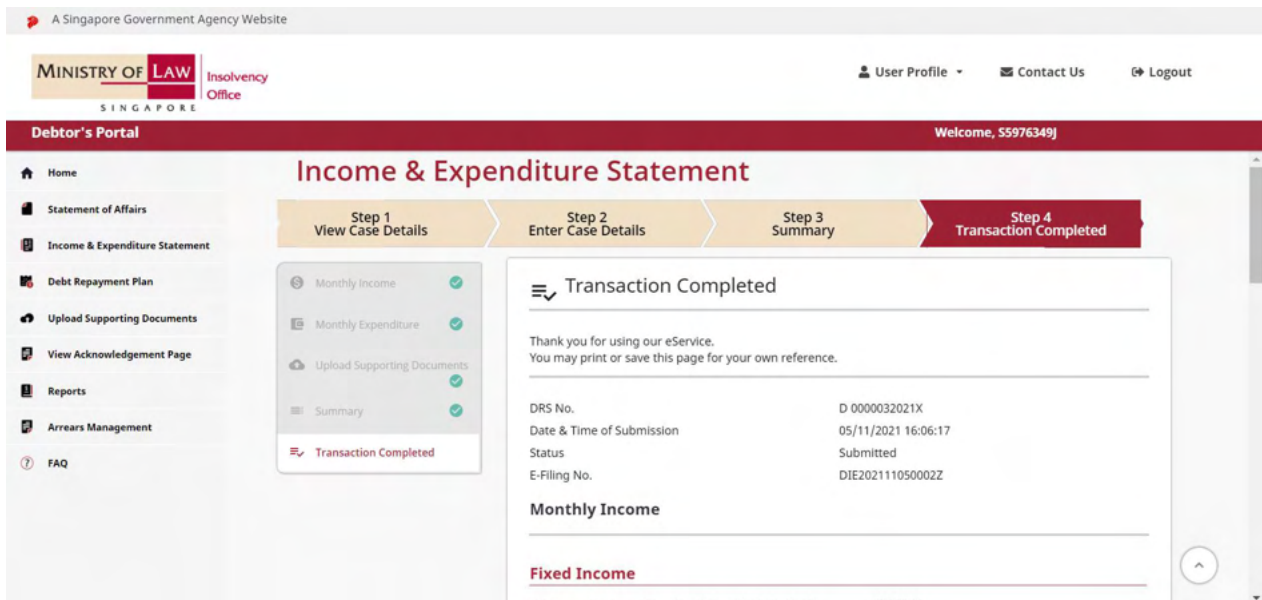 A Singapore Government Agency Website
MINISTRY OF LAW
SINGAPORE
Insolvency
Office
User Profile
Contact Us
Logout
Debtor's Portal
Welcome, S5976349J
Home
Statement of Affairs
Income & Expenditure Statement
Debt Repayment Plan
Upload Supporting Documents
View Acknowledgement Page
Reports
Arrears Management
FAQ
Income & Expenditure Statement
Step 1
View Case Details
Step 2
Enter Case Details
Step 3
Summary
Step 4
Transaction Completed
Monthly Income
Monthly Expenditure
Upload Supporting Documents
Summary
Transaction Completed
Transaction Completed
Thank you for using our eService.
You may print or save this page for your own reference.
DRS No. D 0000032021X
Date & Time of Submission 05/11/2021 16:06:17
Status Submitted
E-Filing No. DIE202111050002Z
Monthly Income
Fixed Income